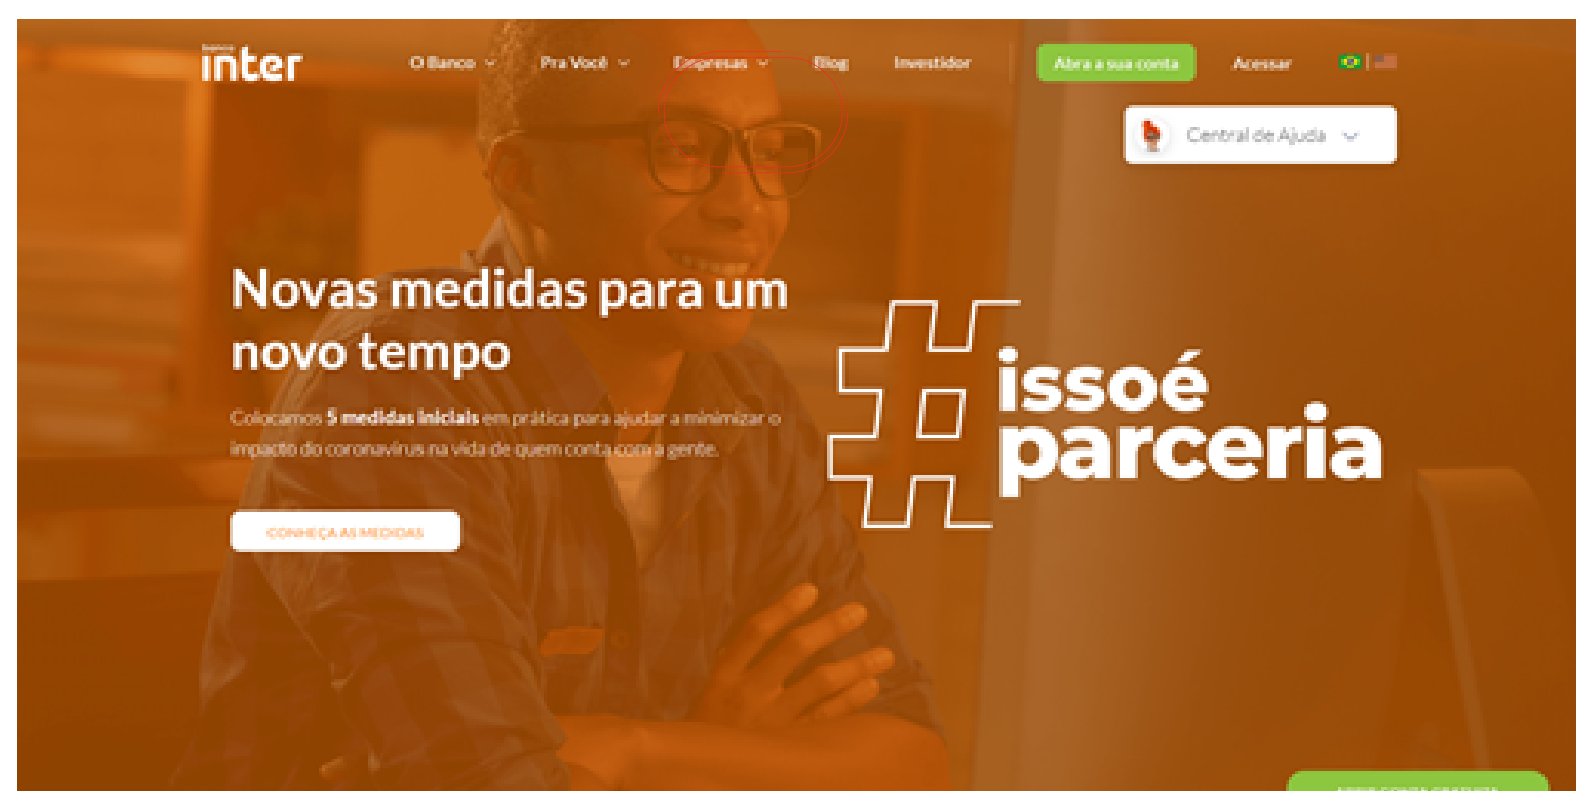 banco
inter
O Banco
Pra Você
Empresas
Blog
Investidor
Abra a sua conta
Acessar
Central de Ajuda
Novas medidas para um
novo tempo
Colocamos 5 medidas iniciais em prática para ajudar a minimizar o
impacto do coronavírus na vida de quem conta com a gente.
CONHEÇA AS MEDIDAS
#issoé
parceria